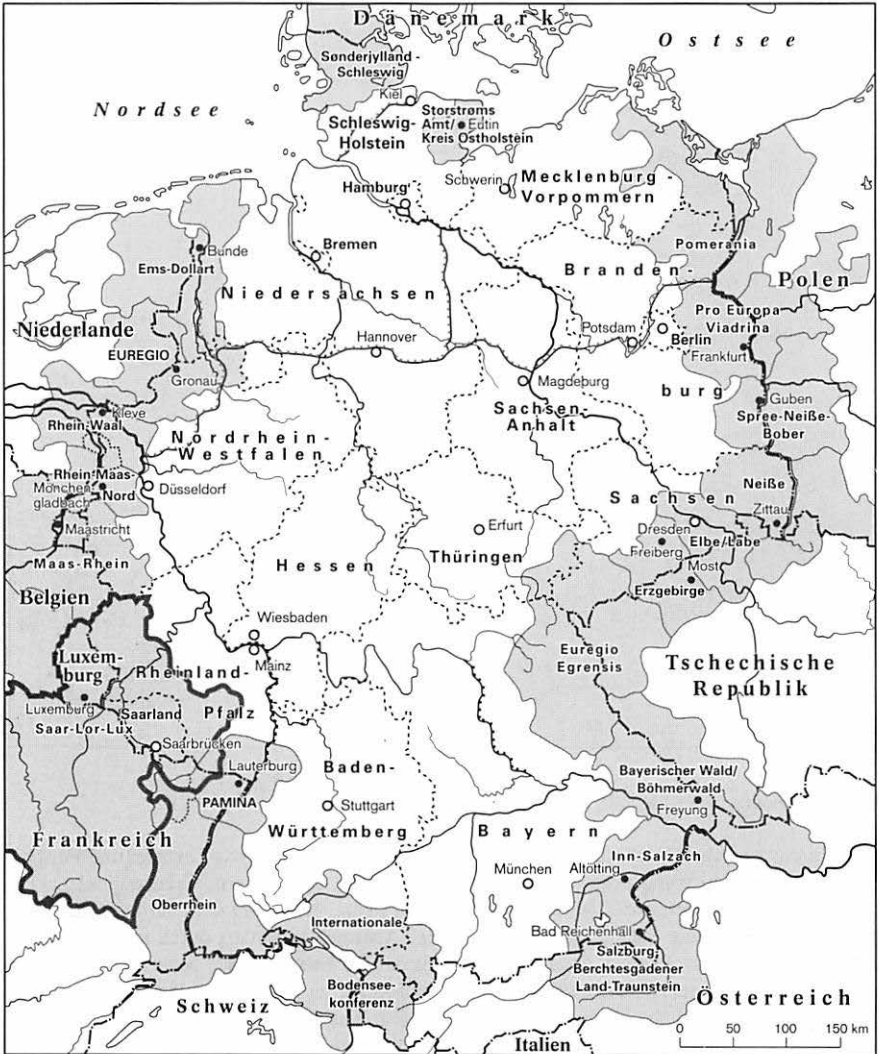 Dänemark
Ostsee
Sønderjylland-
Schleswig
Nordsee
Kiel
Storstrøms
Amt/
Eutin
Kreis Ostholstein
Schleswig-
Holstein
Schwerin
Mecklenburg-
Vorpommern
Hamburg
Bunde
Bremen
Pomerania
Ems-Dollart
Branden-
burg
Polen
Niedersachsen
Pro Europa
Viadrina
Niederlande
Potsdam
Berlin
Hannover
Frankfurt
EUREGIO
Gronau
Magdeburg
Guben
Kleve
Sachsen-
Anhalt
Spree-Neiße-
Bober
Rhein-Waal
Nordrhein-
Westfalen
Rhein-Maas-
Nord
Mönchen-
gladbach
Düsseldorf
Neiße
Sachsen
Zittau
Maastricht
Erfurt
Dresden
Elbe/Labe
Freiberg
Maas-Rhein
Hessen
Thüringen
Most
Erzgebirge
Belgien
Wiesbaden
Mainz
Euregio
Egrensis
Luxem-
burg
Rheinland-
Pfalz
Tschechische
Republik
Luxemburg
Saarland
Saar-Lor-Lux
Saarbrücken
Lauterburg
Baden-
Württemberg
Bayerischer Wald/
Böhmerwald
PAMINA
Stuttgart
Freyung
Frankreich
Bayern
Inn-Salzach
München
Altötting
Oberrhein
Internationale
Bodensee-
konferenz
Bad Reichenhall
Salzburg,
Berchtesgadener
Land-Traunstein
Schweiz
Österreich
Italien
0 50 100 150 km